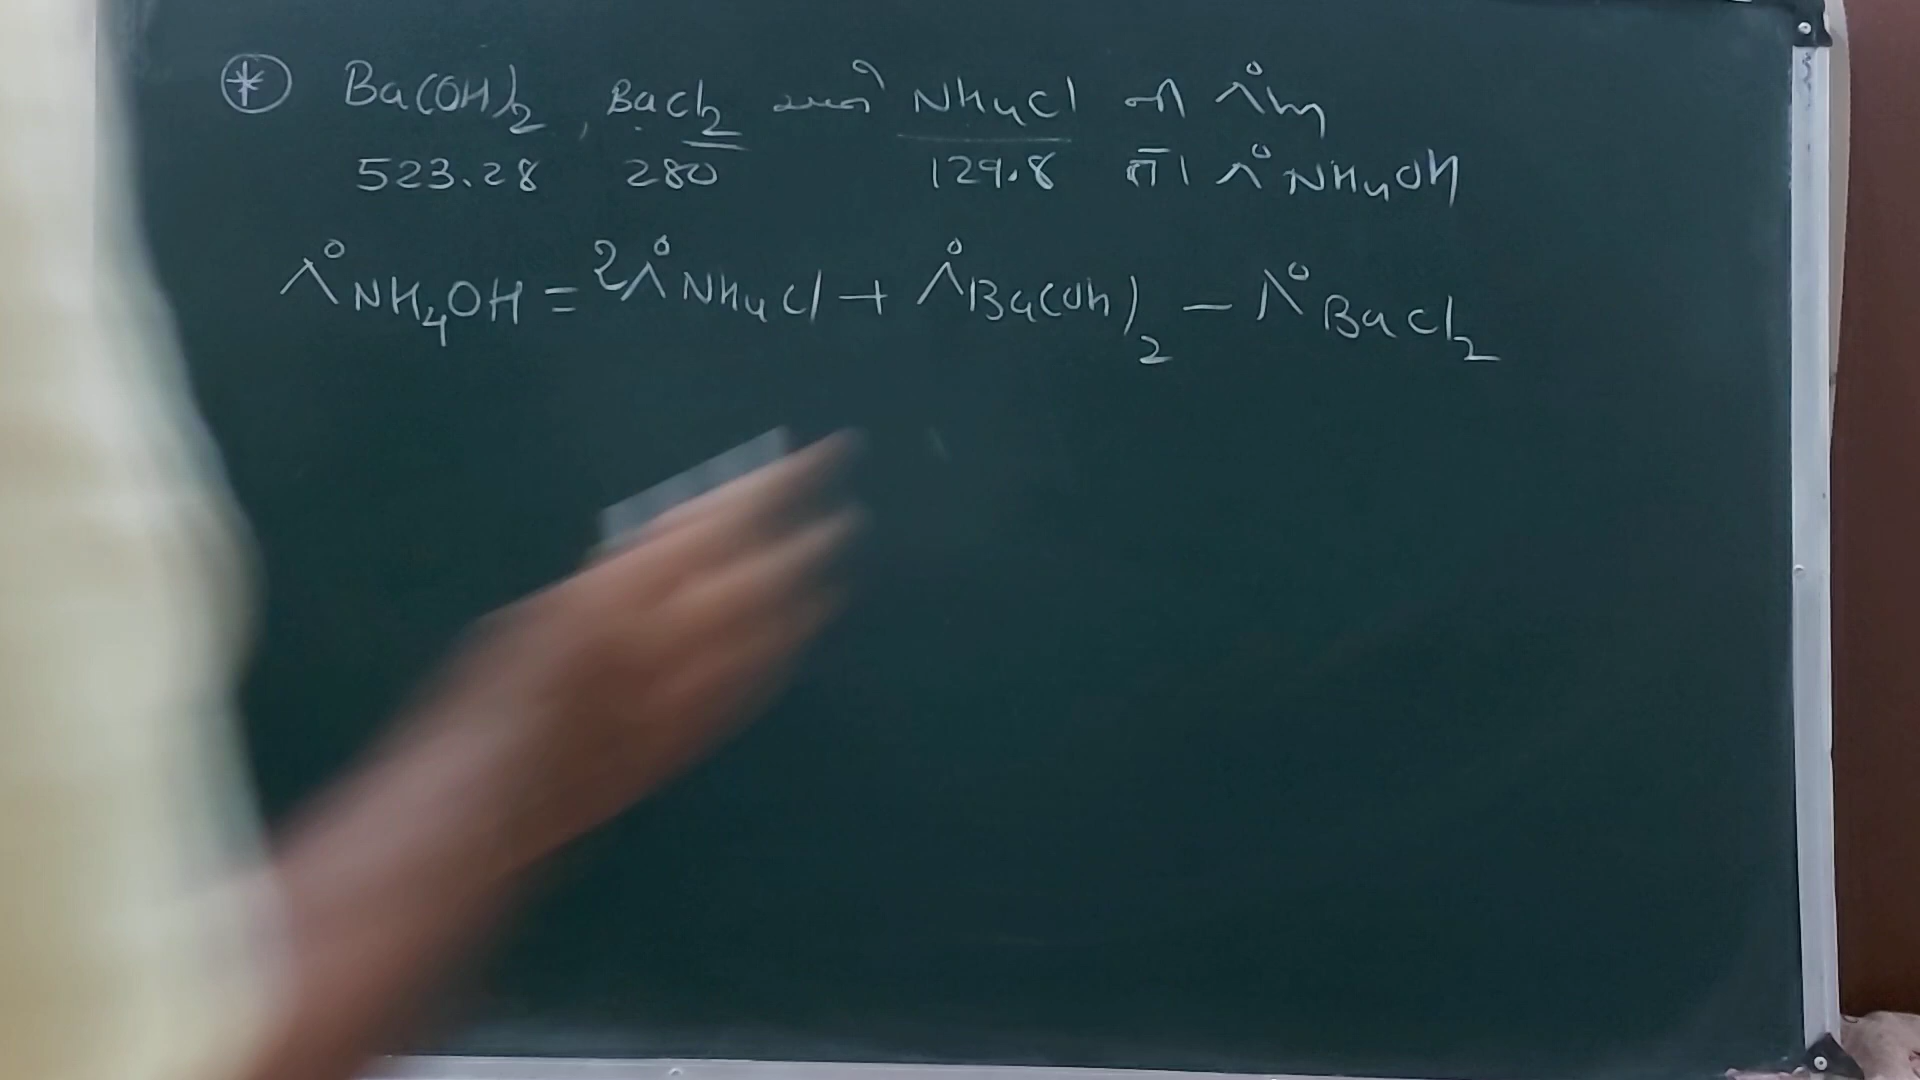 Ba(OH)₂, BaCl₂ અને NH₄Cl ના Λ°m
523.28 280 129.8 તો Λ°NH₄OH
Λ°NH₄OH = 2Λ°NH₄Cl + Λ°Ba(OH)₂ − Λ°BaCl₂